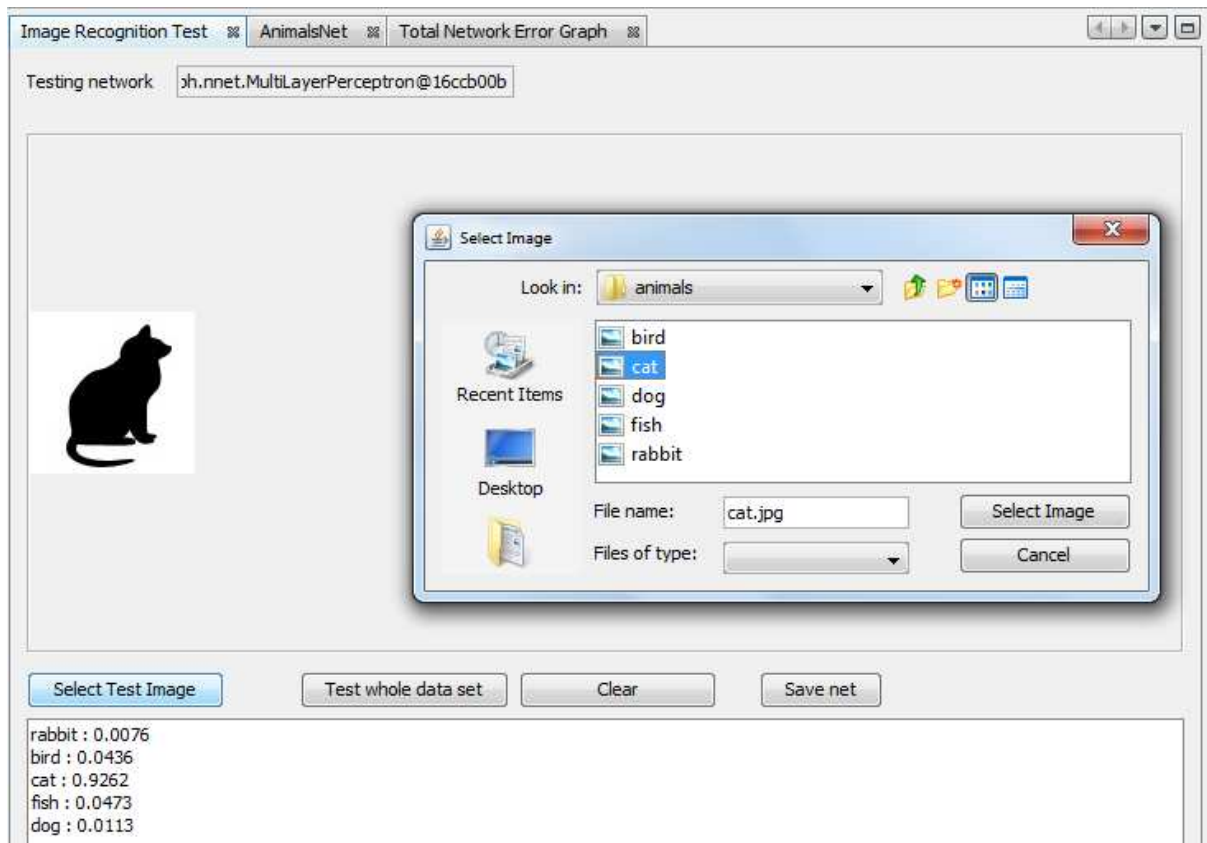 Image Recognition Test AnimalsNet Total Network Error Graph
Testing network ph.nnet.MultiLayerPerceptron@16ccb00b
Select Image
Look in: animals
bird
cat
dog
fish
rabbit
Recent Items
Desktop
File name: cat.jpg Select Image
Files of type: Cancel
Select Test Image Test whole data set Clear Save net
rabbit : 0.0076
bird : 0.0436
cat : 0.9262
fish : 0.0473
dog : 0.0113